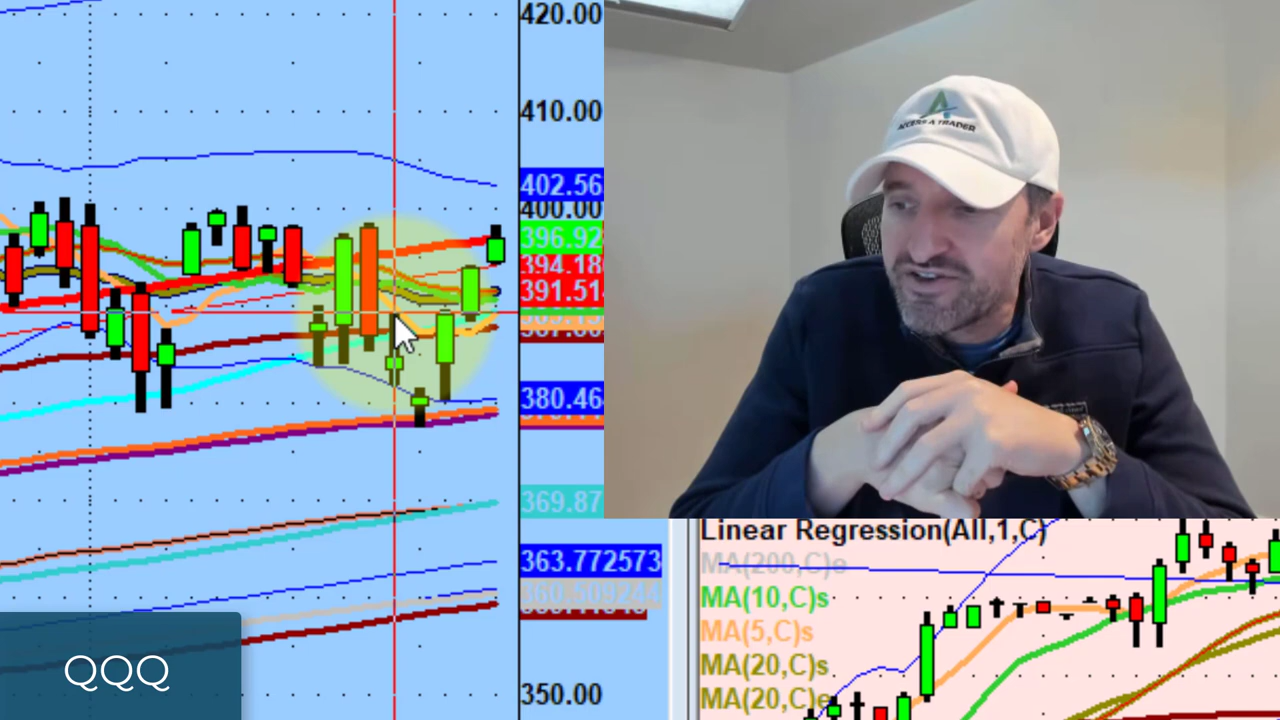 420.00
410.00
402.56
400.00
396.92
394.18
391.51
380.46
369.87
363.772573
350.00
QQQ
ACCESS A TRADER
Linear Regression(All,1,C)
MA(200,C)e
MA(10,C)s
MA(5,C)s
MA(20,C)s
MA(20,C)e